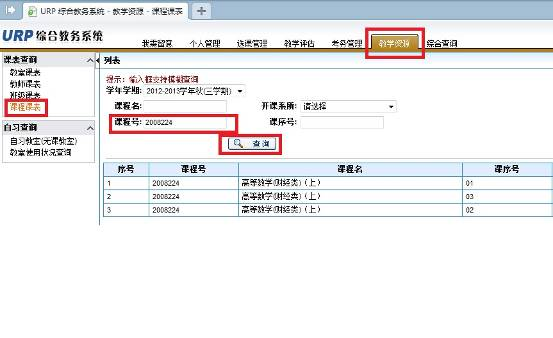 URP 综合教务系统 - 教学资源 - 课程课表
URP 综合教务系统
我要留言 个人管理 选课管理 教学评估 考务管理 教学资源 综合查询
课表查询
教室课表
教师课表
班级课表
课程课表
自习查询
自习教室(无课教室)
教室使用状况查询
列表
提示：输入框支持模糊查询
学年学期: 2012-2013学年秋(三学期)
课程名: 开课系所: 请选择
课程号: 2008224 课序号:
查 询
序号 课程号 课程名 课序号
1 2008224 高等数学(财经类)（上） 01
2 2008224 高等数学(财经类)（上） 03
3 2008224 高等数学(财经类)（上） 02